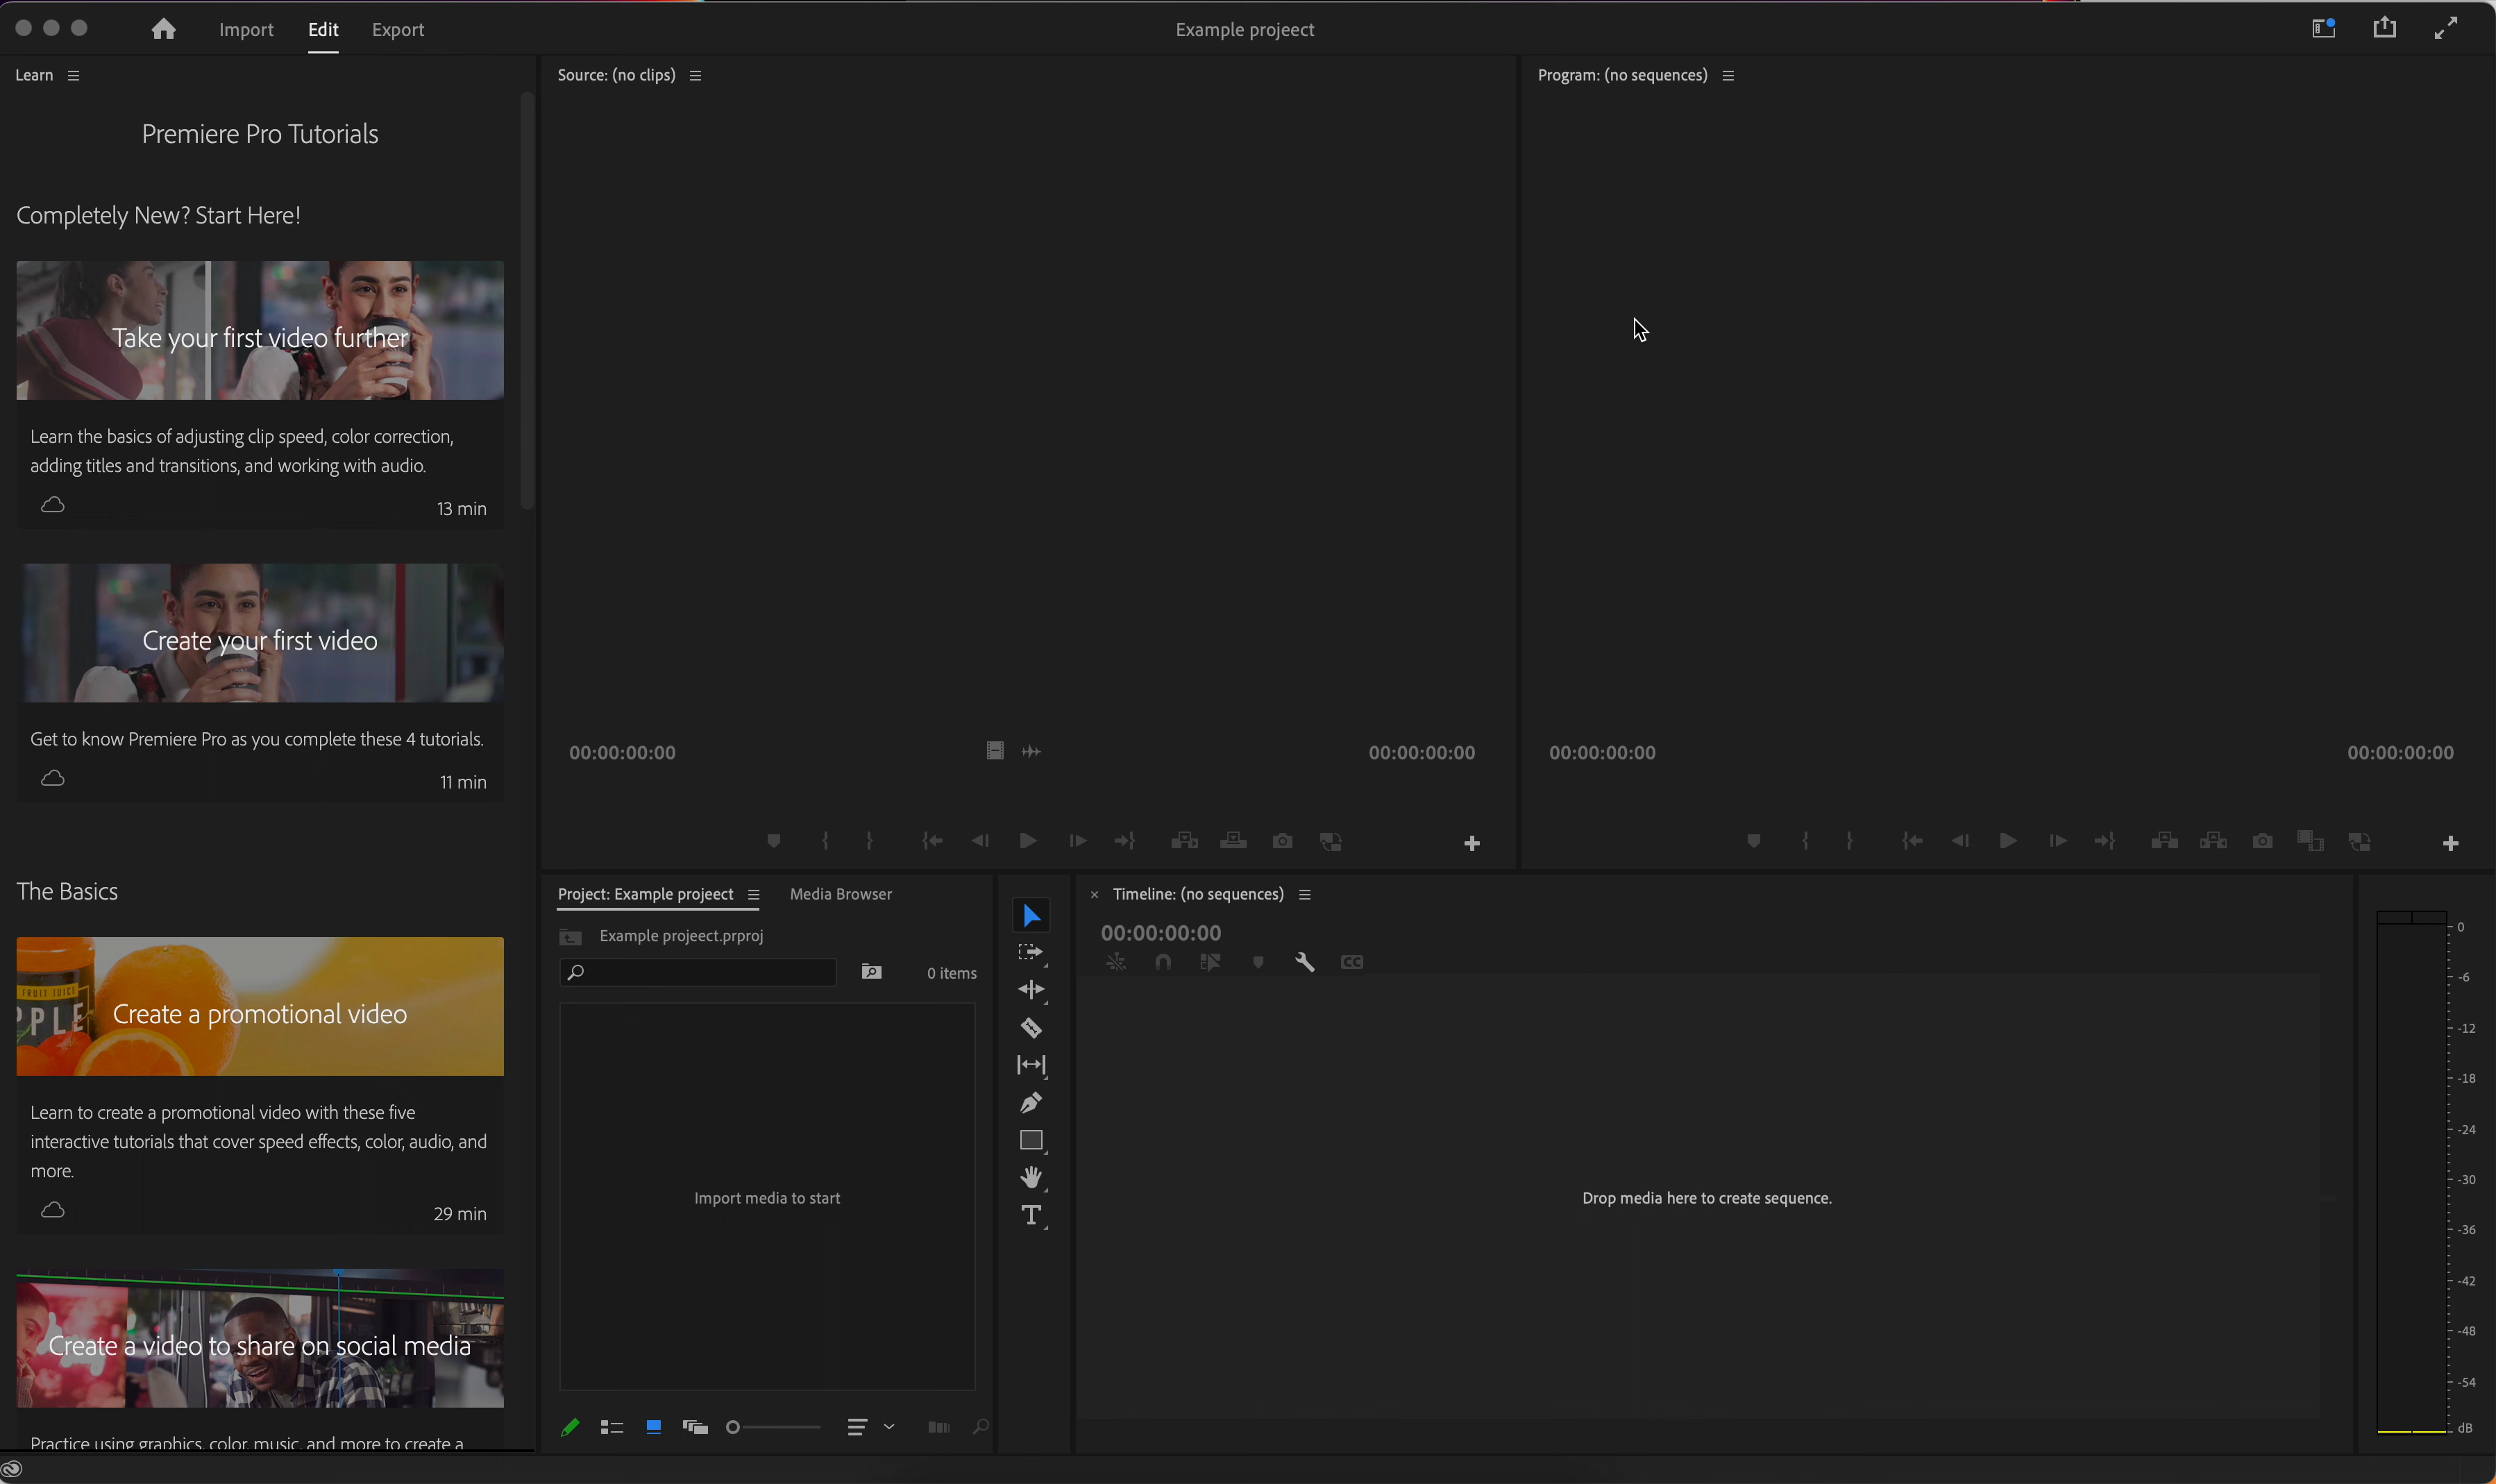 Import Edit Export
Example projeect
Learn
Premiere Pro Tutorials
Completely New? Start Here!
Take your first video further
Learn the basics of adjusting clip speed, color correction,
adding titles and transitions, and working with audio.
13 min
Create your first video
Get to know Premiere Pro as you complete these 4 tutorials.
11 min
The Basics
FRUIT JUICE
PPLE
Create a promotional video
Learn to create a promotional video with these five
interactive tutorials that cover speed effects, color, audio, and
more.
29 min
Create a video to share on social media
Practice using graphics, color, music, and more to create a
Source: (no clips)
00:00:00:00
00:00:00:00
Program: (no sequences)
00:00:00:00
00:00:00:00
Project: Example projeect
Media Browser
Example projeect.prproj
0 items
Import media to start
T
× Timeline: (no sequences)
00:00:00:00
CC
Drop media here to create sequence.
0
-6
-12
-18
-24
-30
-36
-42
-48
-54
dB